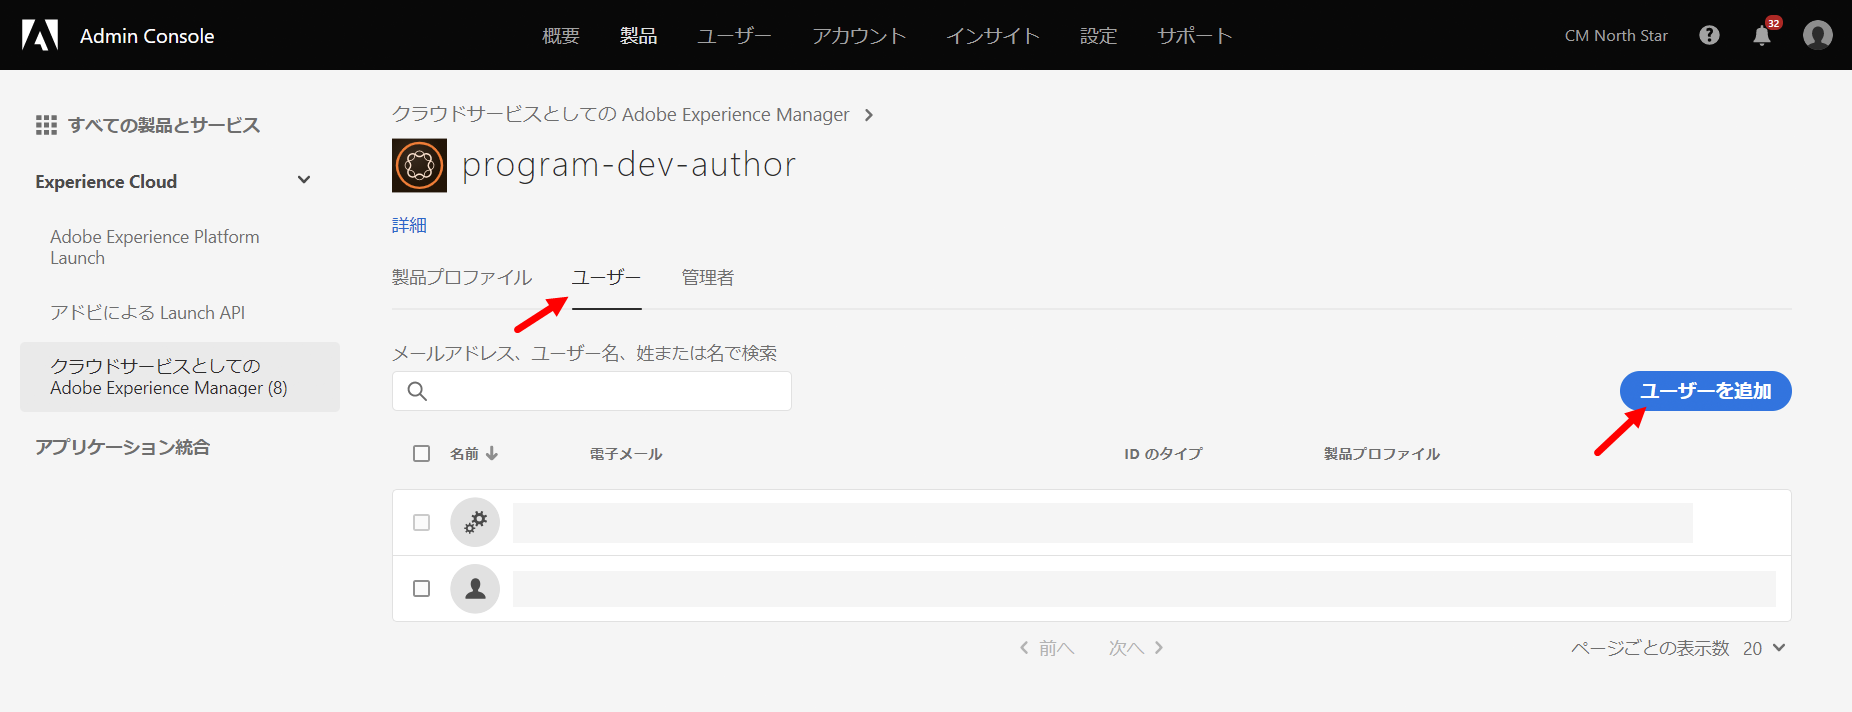 Admin Console
概要 製品 ユーザー アカウント インサイト 設定 サポート
CM North Star
?
32
すべての製品とサービス
Experience Cloud
Adobe Experience Platform
Launch
アドビによる Launch API
クラウドサービスとしての
Adobe Experience Manager (8)
アプリケーション統合
クラウドサービスとしての Adobe Experience Manager
program-dev-author
詳細
製品プロファイル ユーザー 管理者
メールアドレス、ユーザー名、姓または名で検索
ユーザーを追加
名前 電子メール ID のタイプ 製品プロファイル
前へ 次へ
ページごとの表示数 20